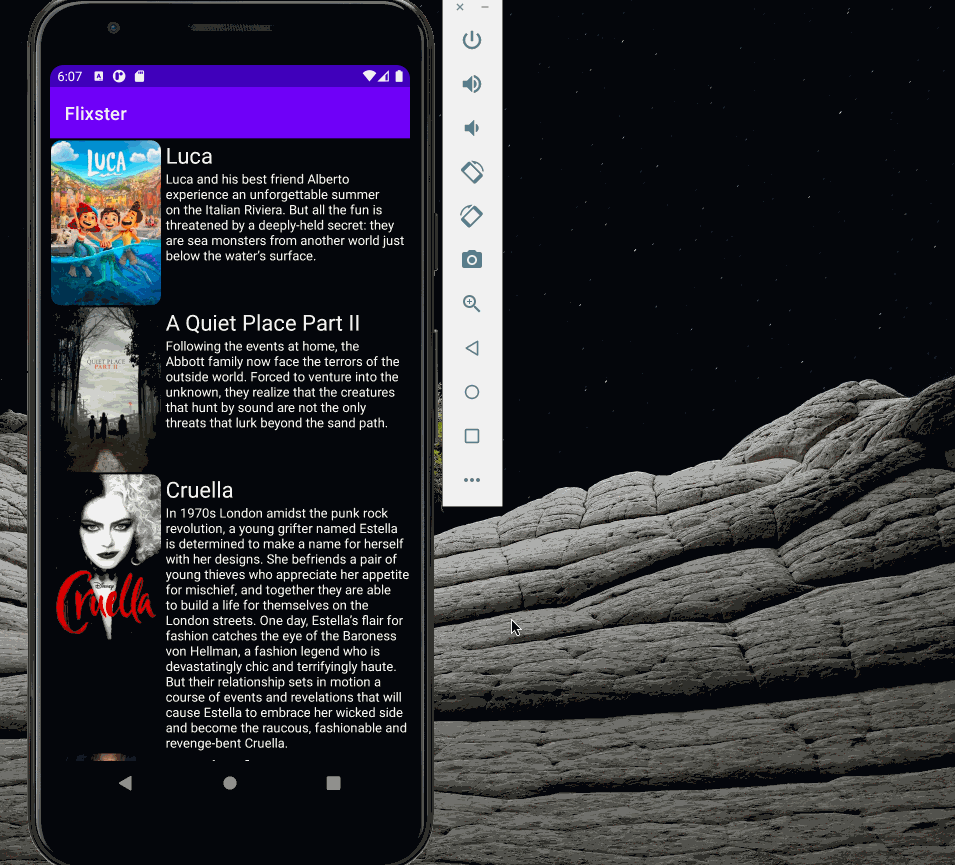 6:07
Flixster
LUCA
Luca
Luca and his best friend Alberto
experience an unforgettable summer
on the Italian Riviera. But all the fun is
threatened by a deeply-held secret: they
are sea monsters from another world just
below the water's surface.
A Quiet Place Part II
QUIET PLACE
PART II
Following the events at home, the
Abbott family now face the terrors of the
outside world. Forced to venture into the
unknown, they realize that the creatures
that hunt by sound are not the only
threats that lurk beyond the sand path.
Cruella
Disney
Cruella
In 1970s London amidst the punk rock
revolution, a young grifter named Estella
is determined to make a name for herself
with her designs. She befriends a pair of
young thieves who appreciate her appetite
for mischief, and together they are able
to build a life for themselves on the
London streets. One day, Estella's flair for
fashion catches the eye of the Baroness
von Hellman, a fashion legend who is
devastatingly chic and terrifyingly haute.
But their relationship sets in motion a
course of events and revelations that will
cause Estella to embrace her wicked side
and become the raucous, fashionable and
revenge-bent Cruella.